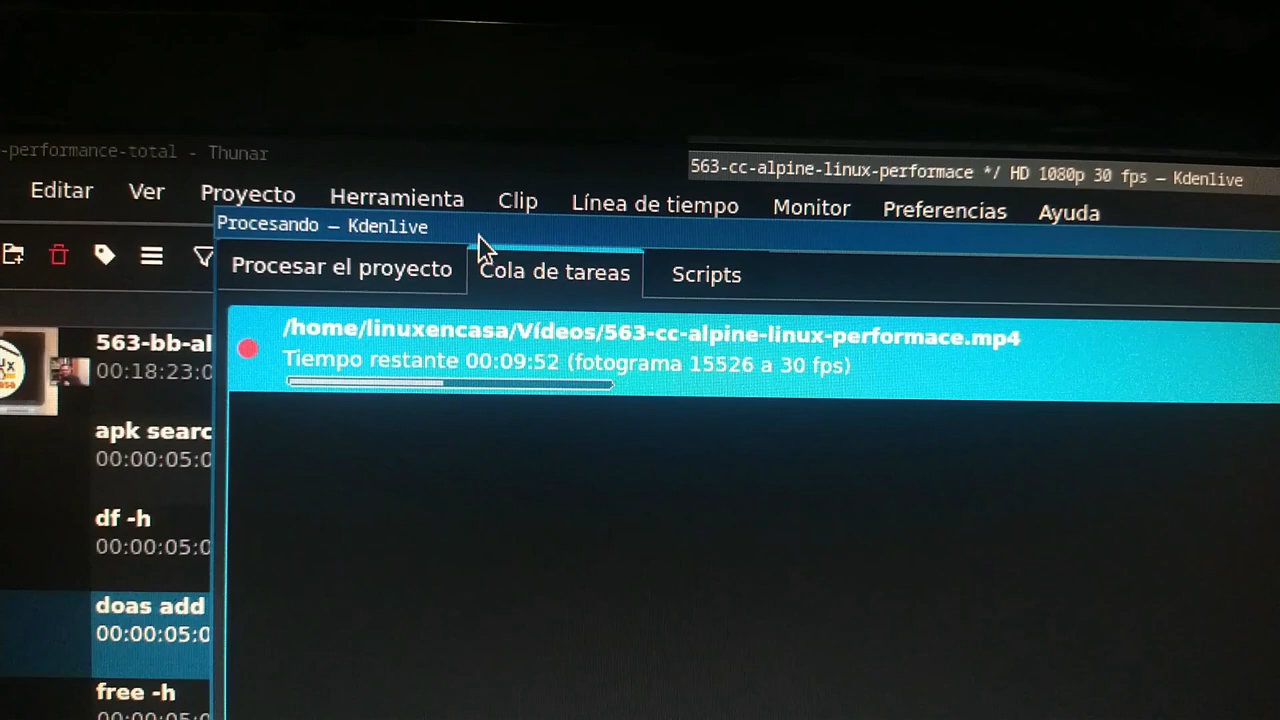 -performance-total - Thunar
563-cc-alpine-linux-performace */ HD 1080p 30 fps — Kdenlive
Editar Ver Proyecto Herramienta Clip Línea de tiempo Monitor Preferencias Ayuda
Procesando — Kdenlive
Procesar el proyecto Cola de tareas Scripts
/home/linuxencasa/Vídeos/563-cc-alpine-linux-performace.mp4
Tiempo restante 00:09:52 (fotograma 15526 a 30 fps)
563-bb-al
00:18:23:0
apk searc
00:00:05:0
df -h
00:00:05:0
doas add
00:00:05:0
free -h